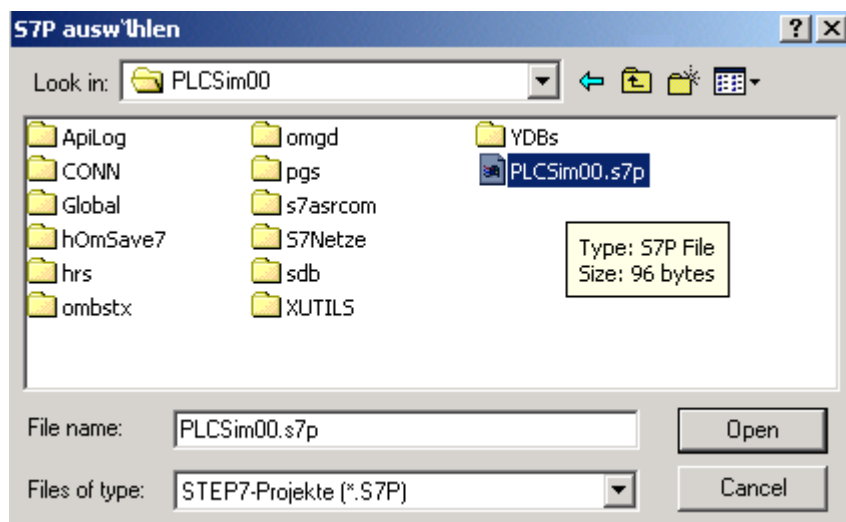 S7P ausw'lhlen
Look in: PLCSim00
ApiLog omgd YDBs
CONN pgs PLCSim00.s7p
Global s7asrcom
hOmSave7 S7Netze
hrs sdb
ombstx XUTILS
Type: S7P File
Size: 96 bytes
File name: PLCSim00.s7p Open
Files of type: STEP7-Projekte (*.S7P) Cancel